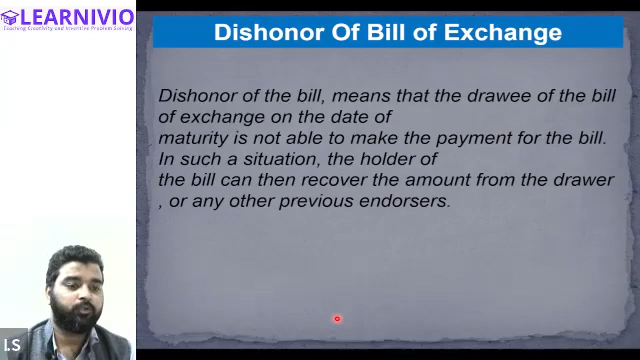 LEARNIVIO
Teaching Creativity and Inventive Problem Solving
Dishonor Of Bill of Exchange
Dishonor of the bill, means that the drawee of the bill
of exchange on the date of
maturity is not able to make the payment for the bill.
In such a situation, the holder of
the bill can then recover the amount from the drawer
, or any other previous endorsers.
I.S